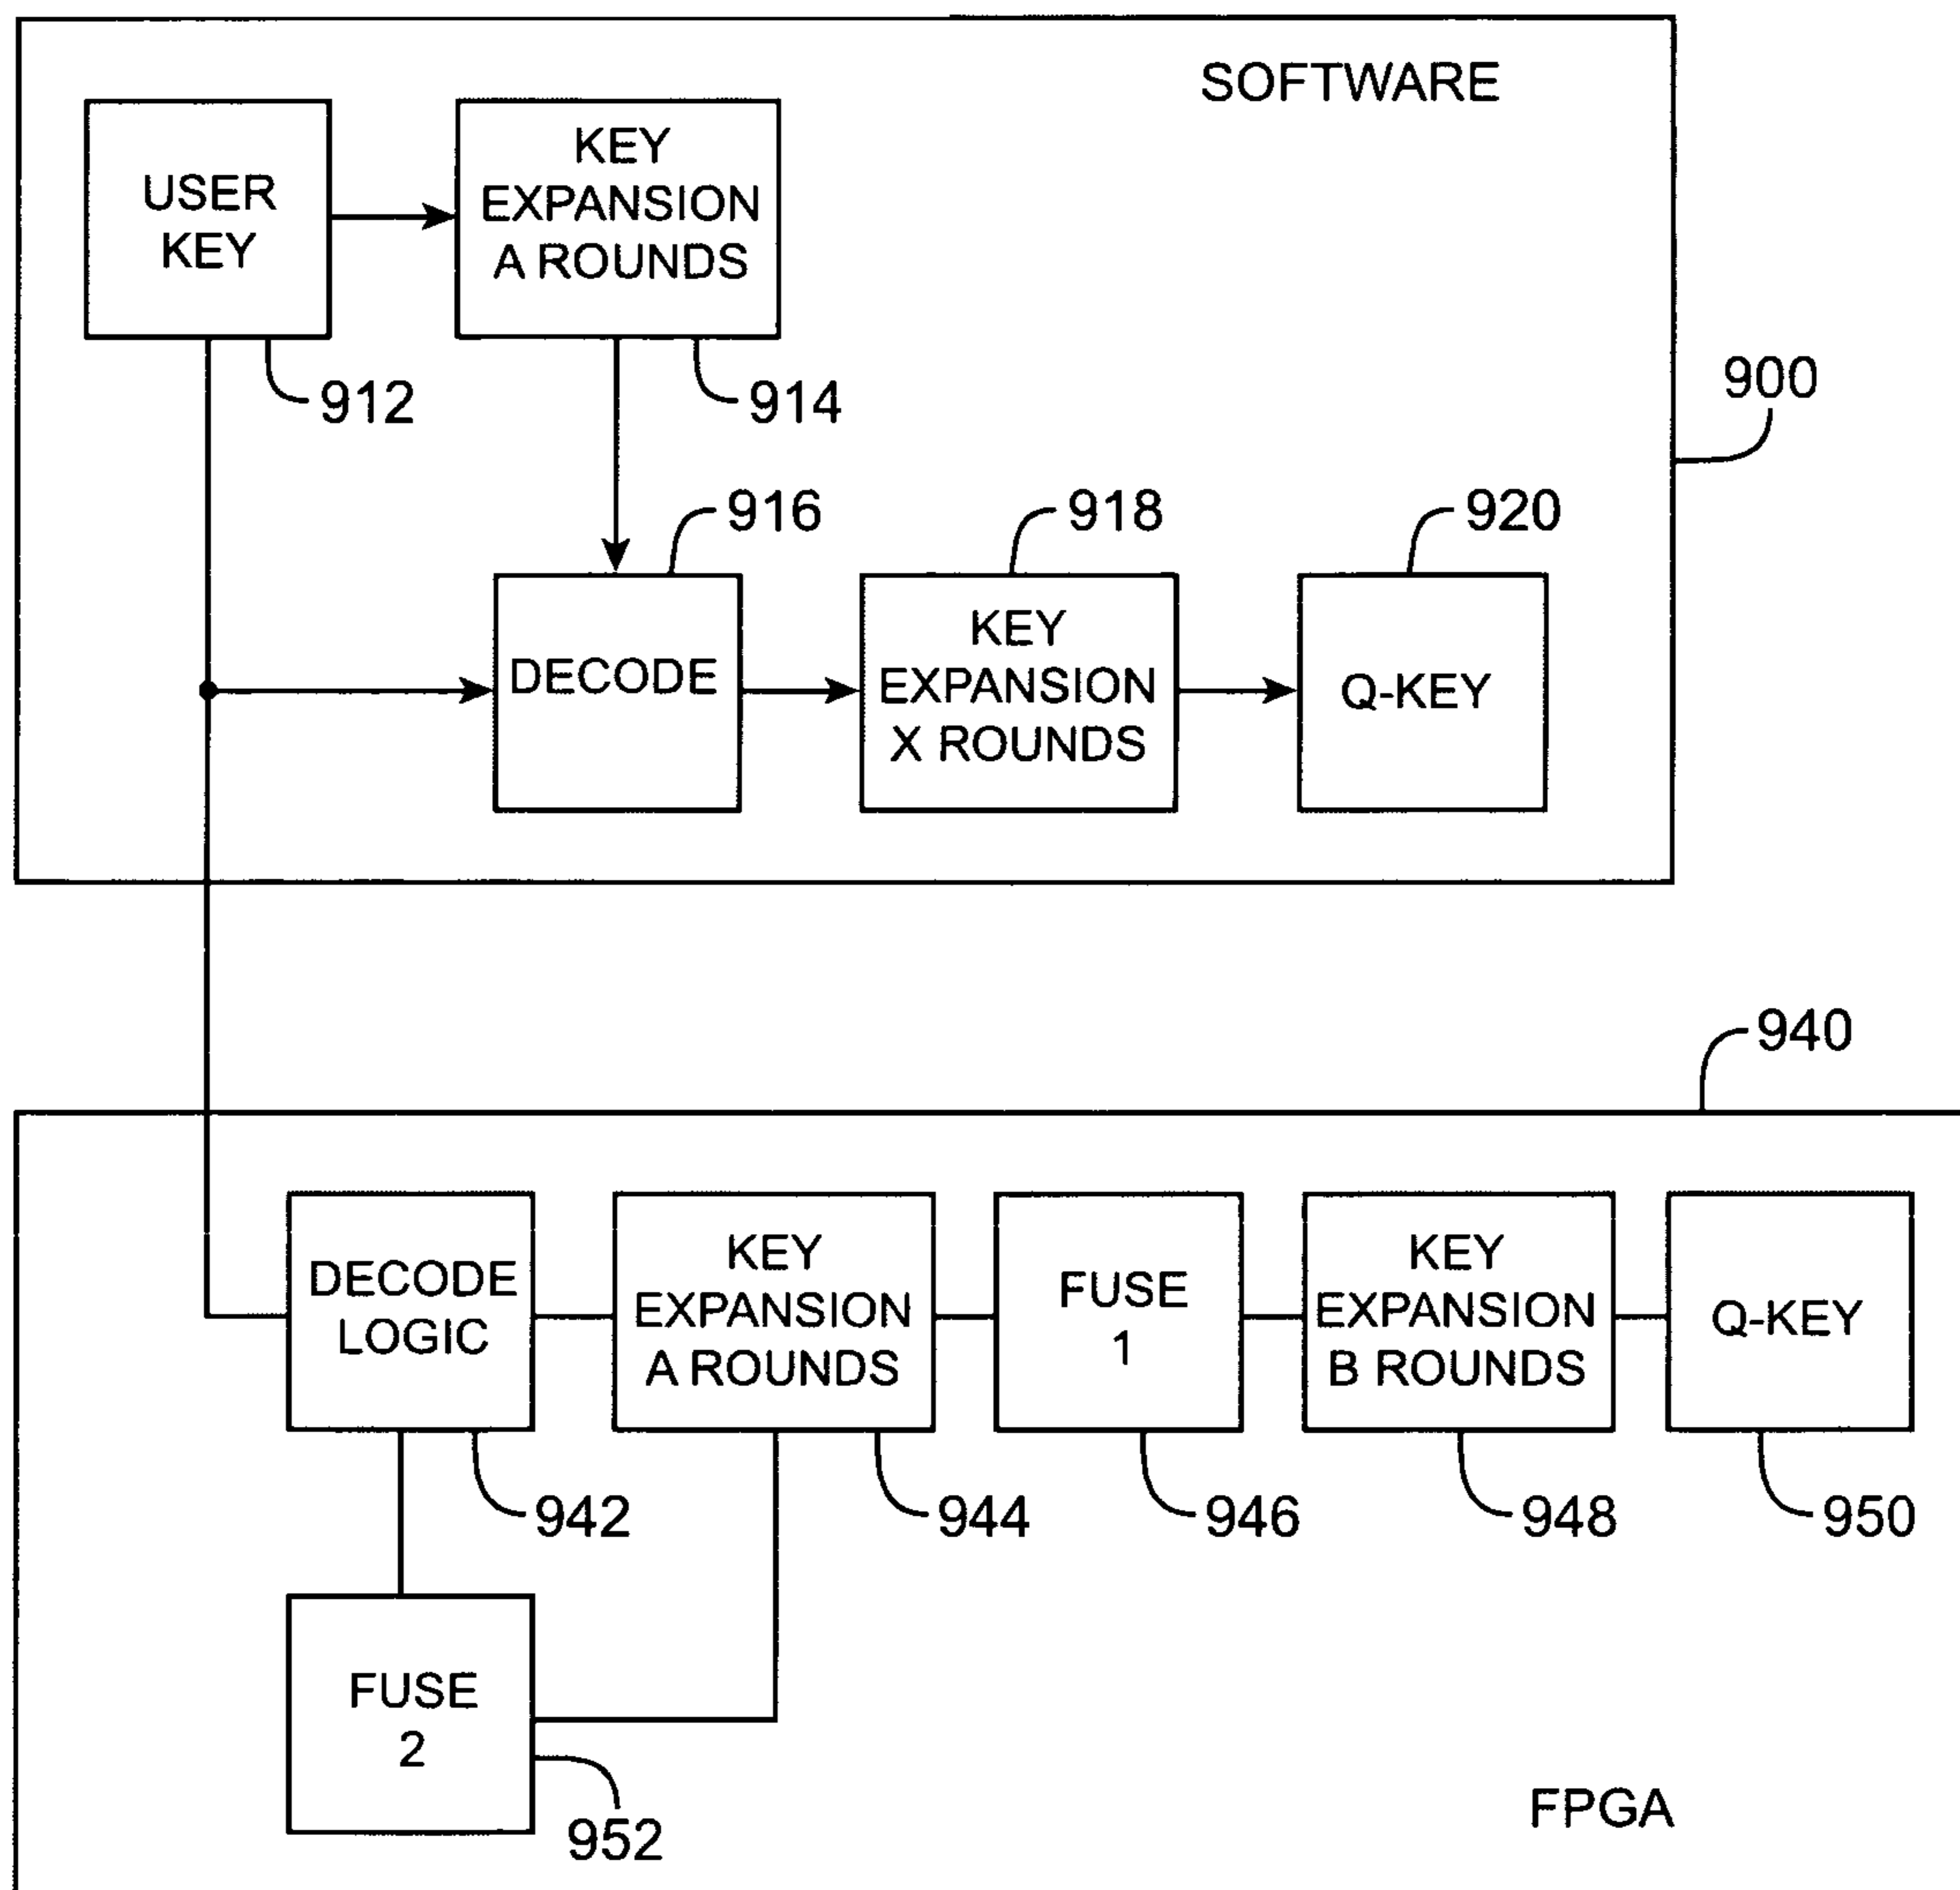 SOFTWARE
USER
KEY
KEY
EXPANSION
A ROUNDS
912
914
900
916
918
920
DECODE
KEY
EXPANSION
X ROUNDS
Q-KEY
940
DECODE
LOGIC
KEY
EXPANSION
A ROUNDS
FUSE
1
KEY
EXPANSION
B ROUNDS
Q-KEY
942
944
946
948
950
FUSE
2
952
FPGA